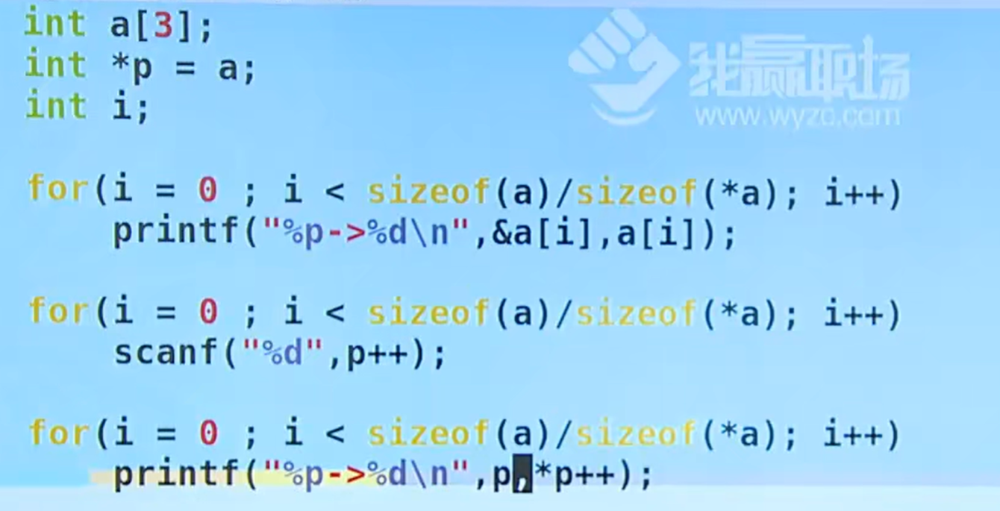 int a[3];
int *p = a;
int i;
我赢职场
www.wyzc.com
for(i = 0 ; i < sizeof(a)/sizeof(*a); i++)
printf("%p->%d\n",&a[i],a[i]);
for(i = 0 ; i < sizeof(a)/sizeof(*a); i++)
scanf("%d",p++);
for(i = 0 ; i < sizeof(a)/sizeof(*a); i++)
printf("%p->%d\n",p,*p++);